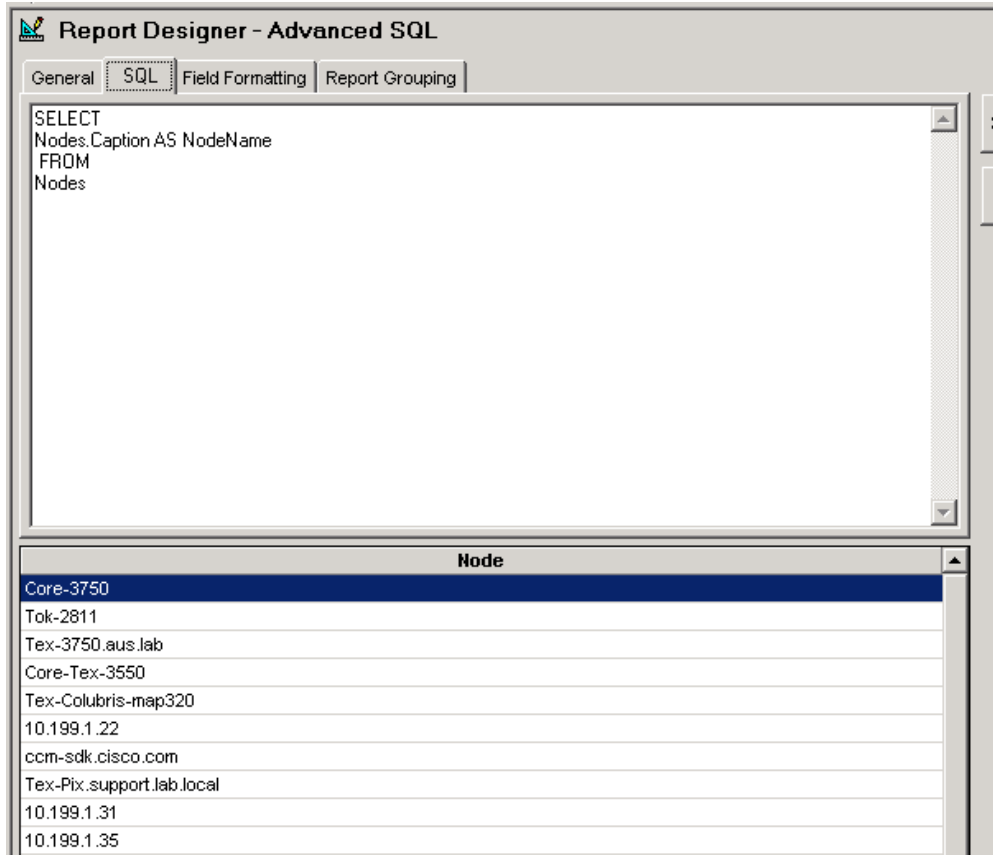 Report Designer - Advanced SQL
General SQL Field Formatting Report Grouping
SELECT
Nodes.Caption AS NodeName
FROM
Nodes
Node
Core-3750
Tok-2811
Tex-3750.aus.lab
Core-Tex-3550
Tex-Colubris-map320
10.199.1.22
ccm-sdk.cisco.com
Tex-Pix.support.lab.local
10.199.1.31
10.199.1.35